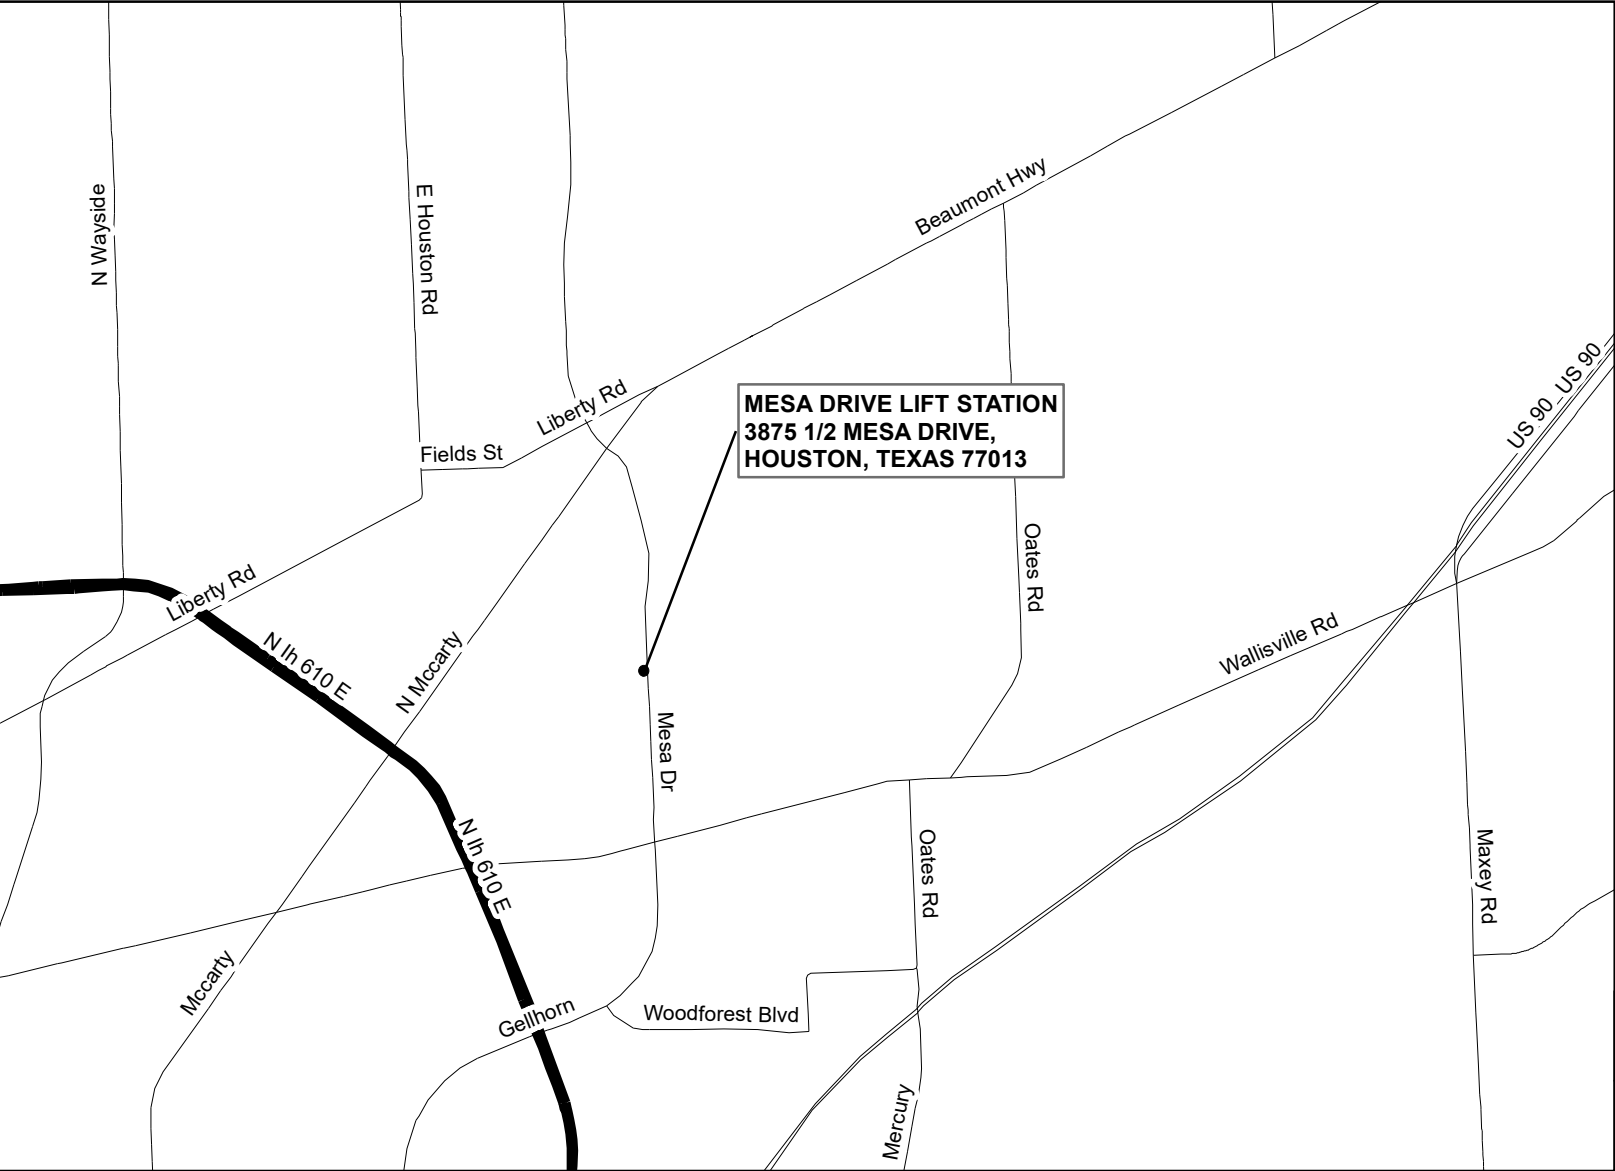 Beaumont Hwy
N Wayside
E Houston Rd
US 90
US 90
Liberty Rd
MESA DRIVE LIFT STATION
3875 1/2 MESA DRIVE,
HOUSTON, TEXAS 77013
Fields St
Oates Rd
Liberty Rd
N Ih 610 E
N Mccarty
Wallisville Rd
Mesa Dr
N Ih 610 E
Oates Rd
Maxey Rd
Mccarty
Gellhorn
Woodforest Blvd
Mercury